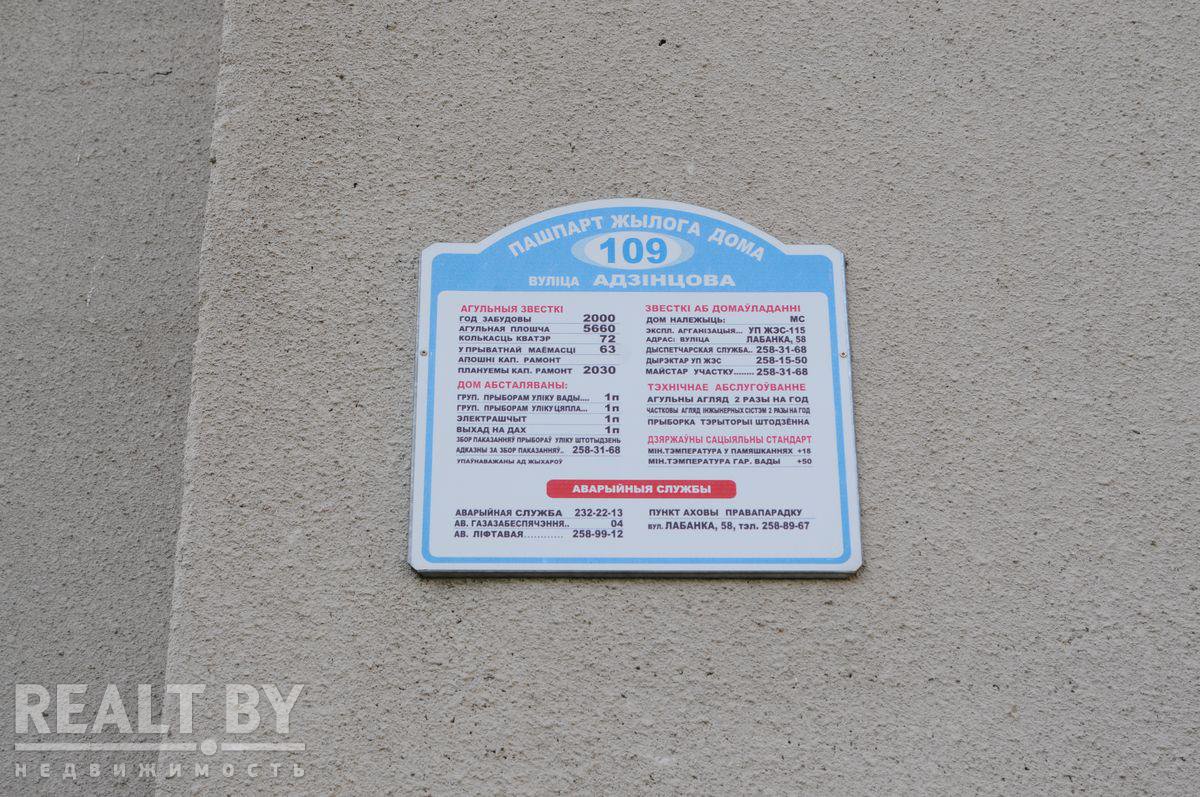 ПАШПАРТ ЖЫЛОГА ДОМА
109
ВУЛІЦА АДЗІНЦОВА
АГУЛЬНЫЯ ЗВЕСТКІ
ГОД ЗАБУДОВЫ 2000
АГУЛЬНАЯ ПЛОШЧА 5660
КОЛЬКАСЦЬ КВАТЭР 72
У ПРЫВАТНАЙ МАЁМАСЦІ 63
АПОШНІ КАП. РАМОНТ
ПЛАНУЕМЫ КАП. РАМОНТ 2030
ДОМ АБСТАЛЯВАНЫ:
ГРУП. ПРЫБОРАМ УЛІКУ ВАДЫ.... 1п
ГРУП. ПРЫБОРАМ УЛІКУ ЦЯПЛА... 1п
ЭЛЕКТРАШЧЫТ 1п
ВЫХАД НА ДАХ 1п
ЗБОР ПАКАЗАННЯЎ ПРЫБОРАЎ УЛІКУ ШТОТЫДЗЕНЬ
АДКАЗНЫ ЗА ЗБОР ПАКАЗАННЯЎ.. 258-31-68
УПАЎНАВАЖАНЫ АД ЖЫХАРОЎ
ЗВЕСТКІ АБ ДОМАЎЛАДАННІ
ДОМ НАЛЕЖЫЦЬ: МС
ЭКСПЛ. АРГАНІЗАЦЫЯ... УП ЖЭС-115
АДРАС: ВУЛІЦА ЛАБАНКА, 58
ДЫСПЕТЧАРСКАЯ СЛУЖБА.. 258-31-68
ДЫРЭКТАР УП ЖЭС 258-15-50
МАЙСТАР УЧАСТКУ........ 258-31-68
ТЭХНІЧНАЕ АБСЛУГОЎВАННЕ
АГУЛЬНЫ АГЛЯД 2 РАЗЫ НА ГОД
ЧАСТКОВЫ АГЛЯД ІНЖЫНЕРНЫХ СІСТЭМ 2 РАЗЫ НА ГОД
ПРЫБОРКА ТЭРЫТОРЫІ ШТОДЗЁННА
ДЗЯРЖАЎНЫ САЦЫЯЛЬНЫ СТАНДАРТ
МІН.ТЭМПЕРАТУРА У ПАМЯШКАННЯХ +18
МІН.ТЭМПЕРАТУРА ГАР. ВАДЫ +50
АВАРЫЙНЫЯ СЛУЖБЫ
АВАРЫЙНАЯ СЛУЖБА 232-22-13
АВ. ГАЗАЗАБЕСПЯЧЭННЯ.. 04
АВ. ЛІФТАВАЯ............ 258-99-12
ПУНКТ АХОВЫ ПРАВАПАРАДКУ
ВУЛ. ЛАБАНКА, 58, тэл. 258-89-67
REALT BY
НЕДВИЖИМОСТЬ